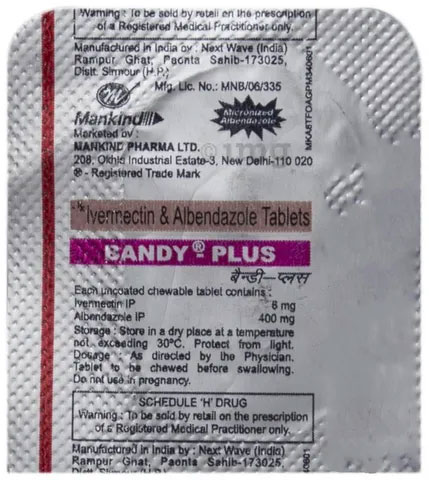 Warning : To be sold by retail on the prescription
of a Registered Medical Practitioner only.
Manufactured in India by : Next Wave (India)
Rampur Ghat, Paonta Sahib-173025,
Distt. Sirmour (H.P.)
Mfg. Lic. No.: MNB/06/335
Mankind
Micronized
Albendazole
Marketed by :
MANKIND PHARMA LTD.
208, Okhla Industrial Estate-3, New Delhi-110 020
® - Registered Trade Mark
Ivermectin & Albendazole Tablets
BANDY®- PLUS
बैन्डी-प्लस
Each uncoated chewable tablet contains :
Ivermectin IP 6 mg
Albendazole IP 400 mg
Storage : Store in a dry place at a temperature
not exceeding 30°C. Protect from light.
Dosage : As directed by the Physician.
Tablet to be chewed before swallowing.
Do not use in pregnancy.
SCHEDULE 'H' DRUG
Warning : To be sold by retail on the prescription
of a Registered Medical Practitioner only.
Manufactured in India by : Next Wave (India)
Rampur Ghat, Paonta Sahib-173025,